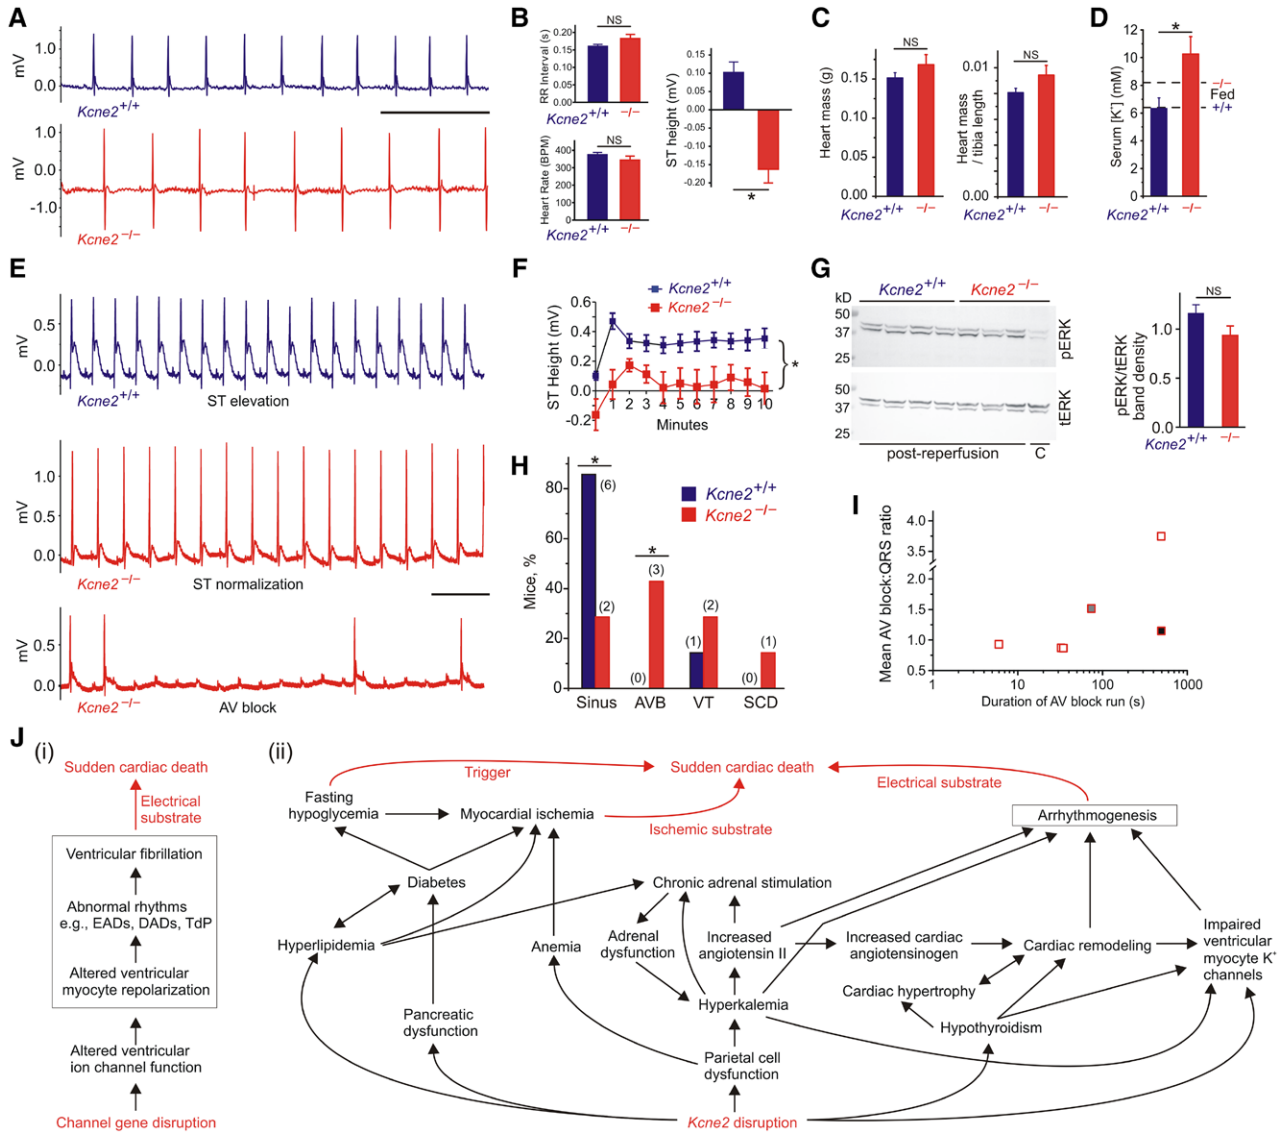 A
mV
1.0
0.0
Kcne2+/+
mV
1.0
0.0
-1.0
Kcne2−/−
B
RR Interval (s)
0.20
0.15
0.10
0.05
0.00
NS
Kcne2+/+ −/−
Heart Rate (BPM)
400
300
200
100
0
NS
Kcne2+/+ −/−
ST height (mV)
0.15
0.10
0.05
0.00
-0.05
-0.10
-0.15
-0.20
*
C
Heart mass (g)
0.15
0.10
0.05
0.00
NS
Kcne2+/+ −/−
Heart mass
/ tibia length
0.01
0.00
NS
Kcne2+/+ −/−
D
Serum [K+] (mM)
12
10
8
6
4
2
0
*
−/−
Fed
+/+
Kcne2+/+ −/−
E
mV
0.5
0.0
Kcne2+/+
ST elevation
mV
1.0
0.5
0.0
Kcne2−/−
ST normalization
mV
0.5
0.0
Kcne2−/−
AV block
F
Kcne2+/+
Kcne2−/−
ST Height (mV)
0.6
0.4
0.2
0.0
-0.2
1 2 3 4 5 6 7 8 9 10
Minutes
*
G
Kcne2+/+ Kcne2−/−
kD
50
37
25
pERK
50
37
25
tERK
post-reperfusion C
pERK/tERK
band density
1.0
0.5
0.0
NS
Kcne2+/+ −/−
H
Mice, %
80
60
40
20
0
Kcne2+/+
Kcne2−/−
*
(6)
(2)
*
(0)
(3)
(1)
(2)
(0)
(1)
Sinus AVB VT SCD
I
Mean AV block:QRS ratio
4.0
3.5
2.0
1.5
1.0
0.5
1 10 100 1000
Duration of AV block run (s)
J
(i)
Sudden cardiac death
Electrical
substrate
Ventricular fibrillation
Abnormal rhythms
e.g., EADs, DADs, TdP
Altered ventricular
myocyte repolarization
Altered ventricular
ion channel function
Channel gene disruption
(ii)
Trigger
Sudden cardiac death
Electrical substrate
Fasting
hypoglycemia
Myocardial ischemia
Ischemic substrate
Arrhythmogenesis
Diabetes
Chronic adrenal stimulation
Hyperlipidemia
Anemia
Adrenal
dysfunction
Increased
angiotensin II
Increased cardiac
angiotensinogen
Cardiac remodeling
Impaired
ventricular
myocyte K+
channels
Cardiac hypertrophy
Hyperkalemia
Pancreatic
dysfunction
Hypothyroidism
Parietal cell
dysfunction
Kcne2 disruption